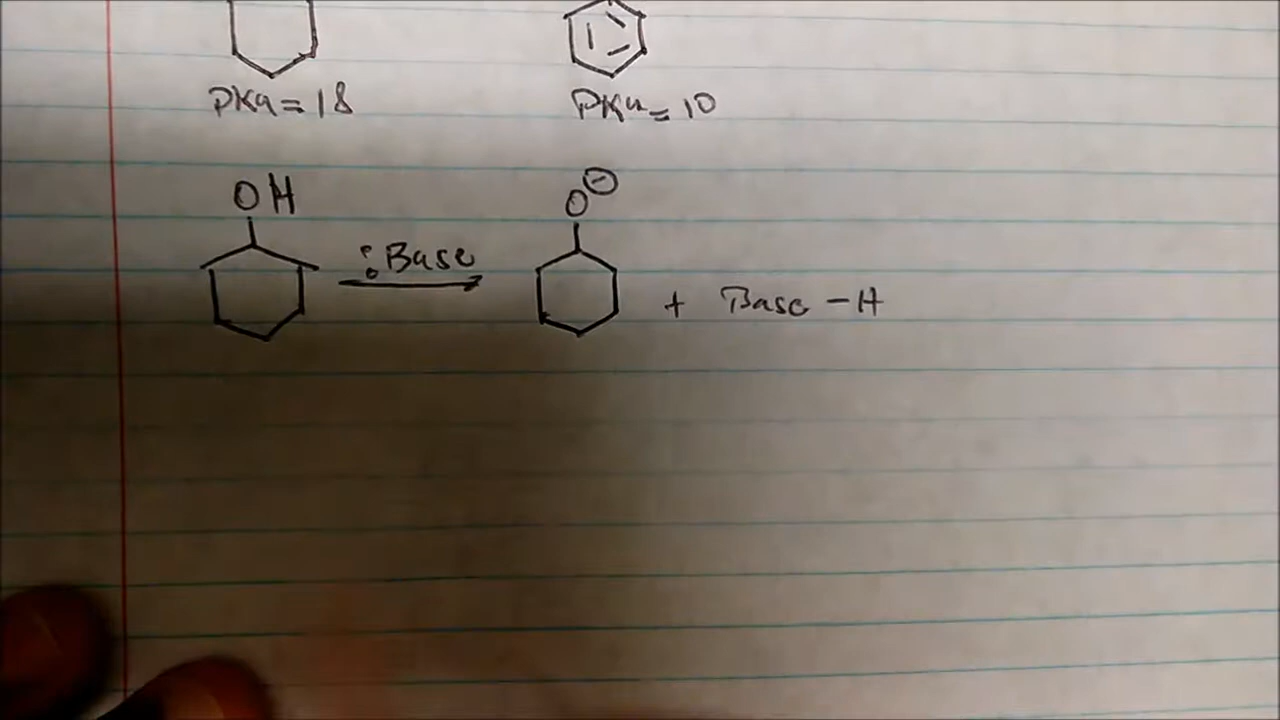 PKa = 18 PKa = 10
OH O⊖
:Base
+ Base - H